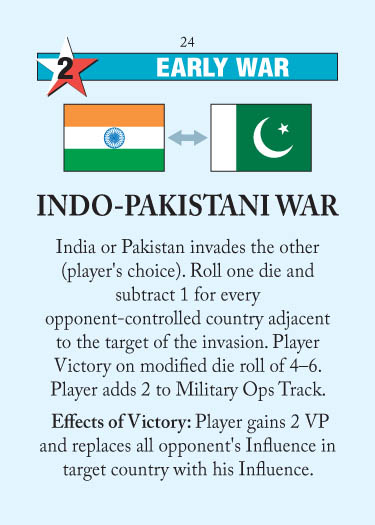 24
2 EARLY WAR
INDO-PAKISTANI WAR
India or Pakistan invades the other
(player's choice). Roll one die and
subtract 1 for every
opponent-controlled country adjacent
to the target of the invasion. Player
Victory on modified die roll of 4–6.
Player adds 2 to Military Ops Track.
Effects of Victory: Player gains 2 VP
and replaces all opponent's Influence in
target country with his Influence.